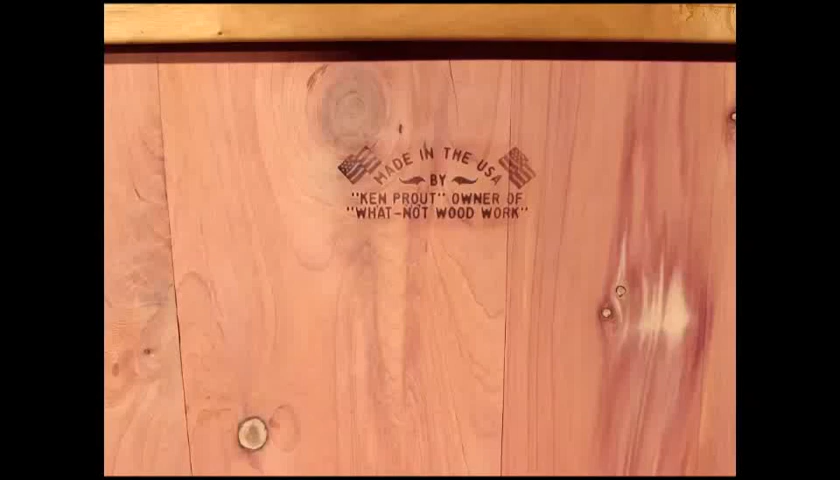 MADE IN THE USA
BY
"KEN PROUT" OWNER OF
"WHAT-NOT WOOD WORK"